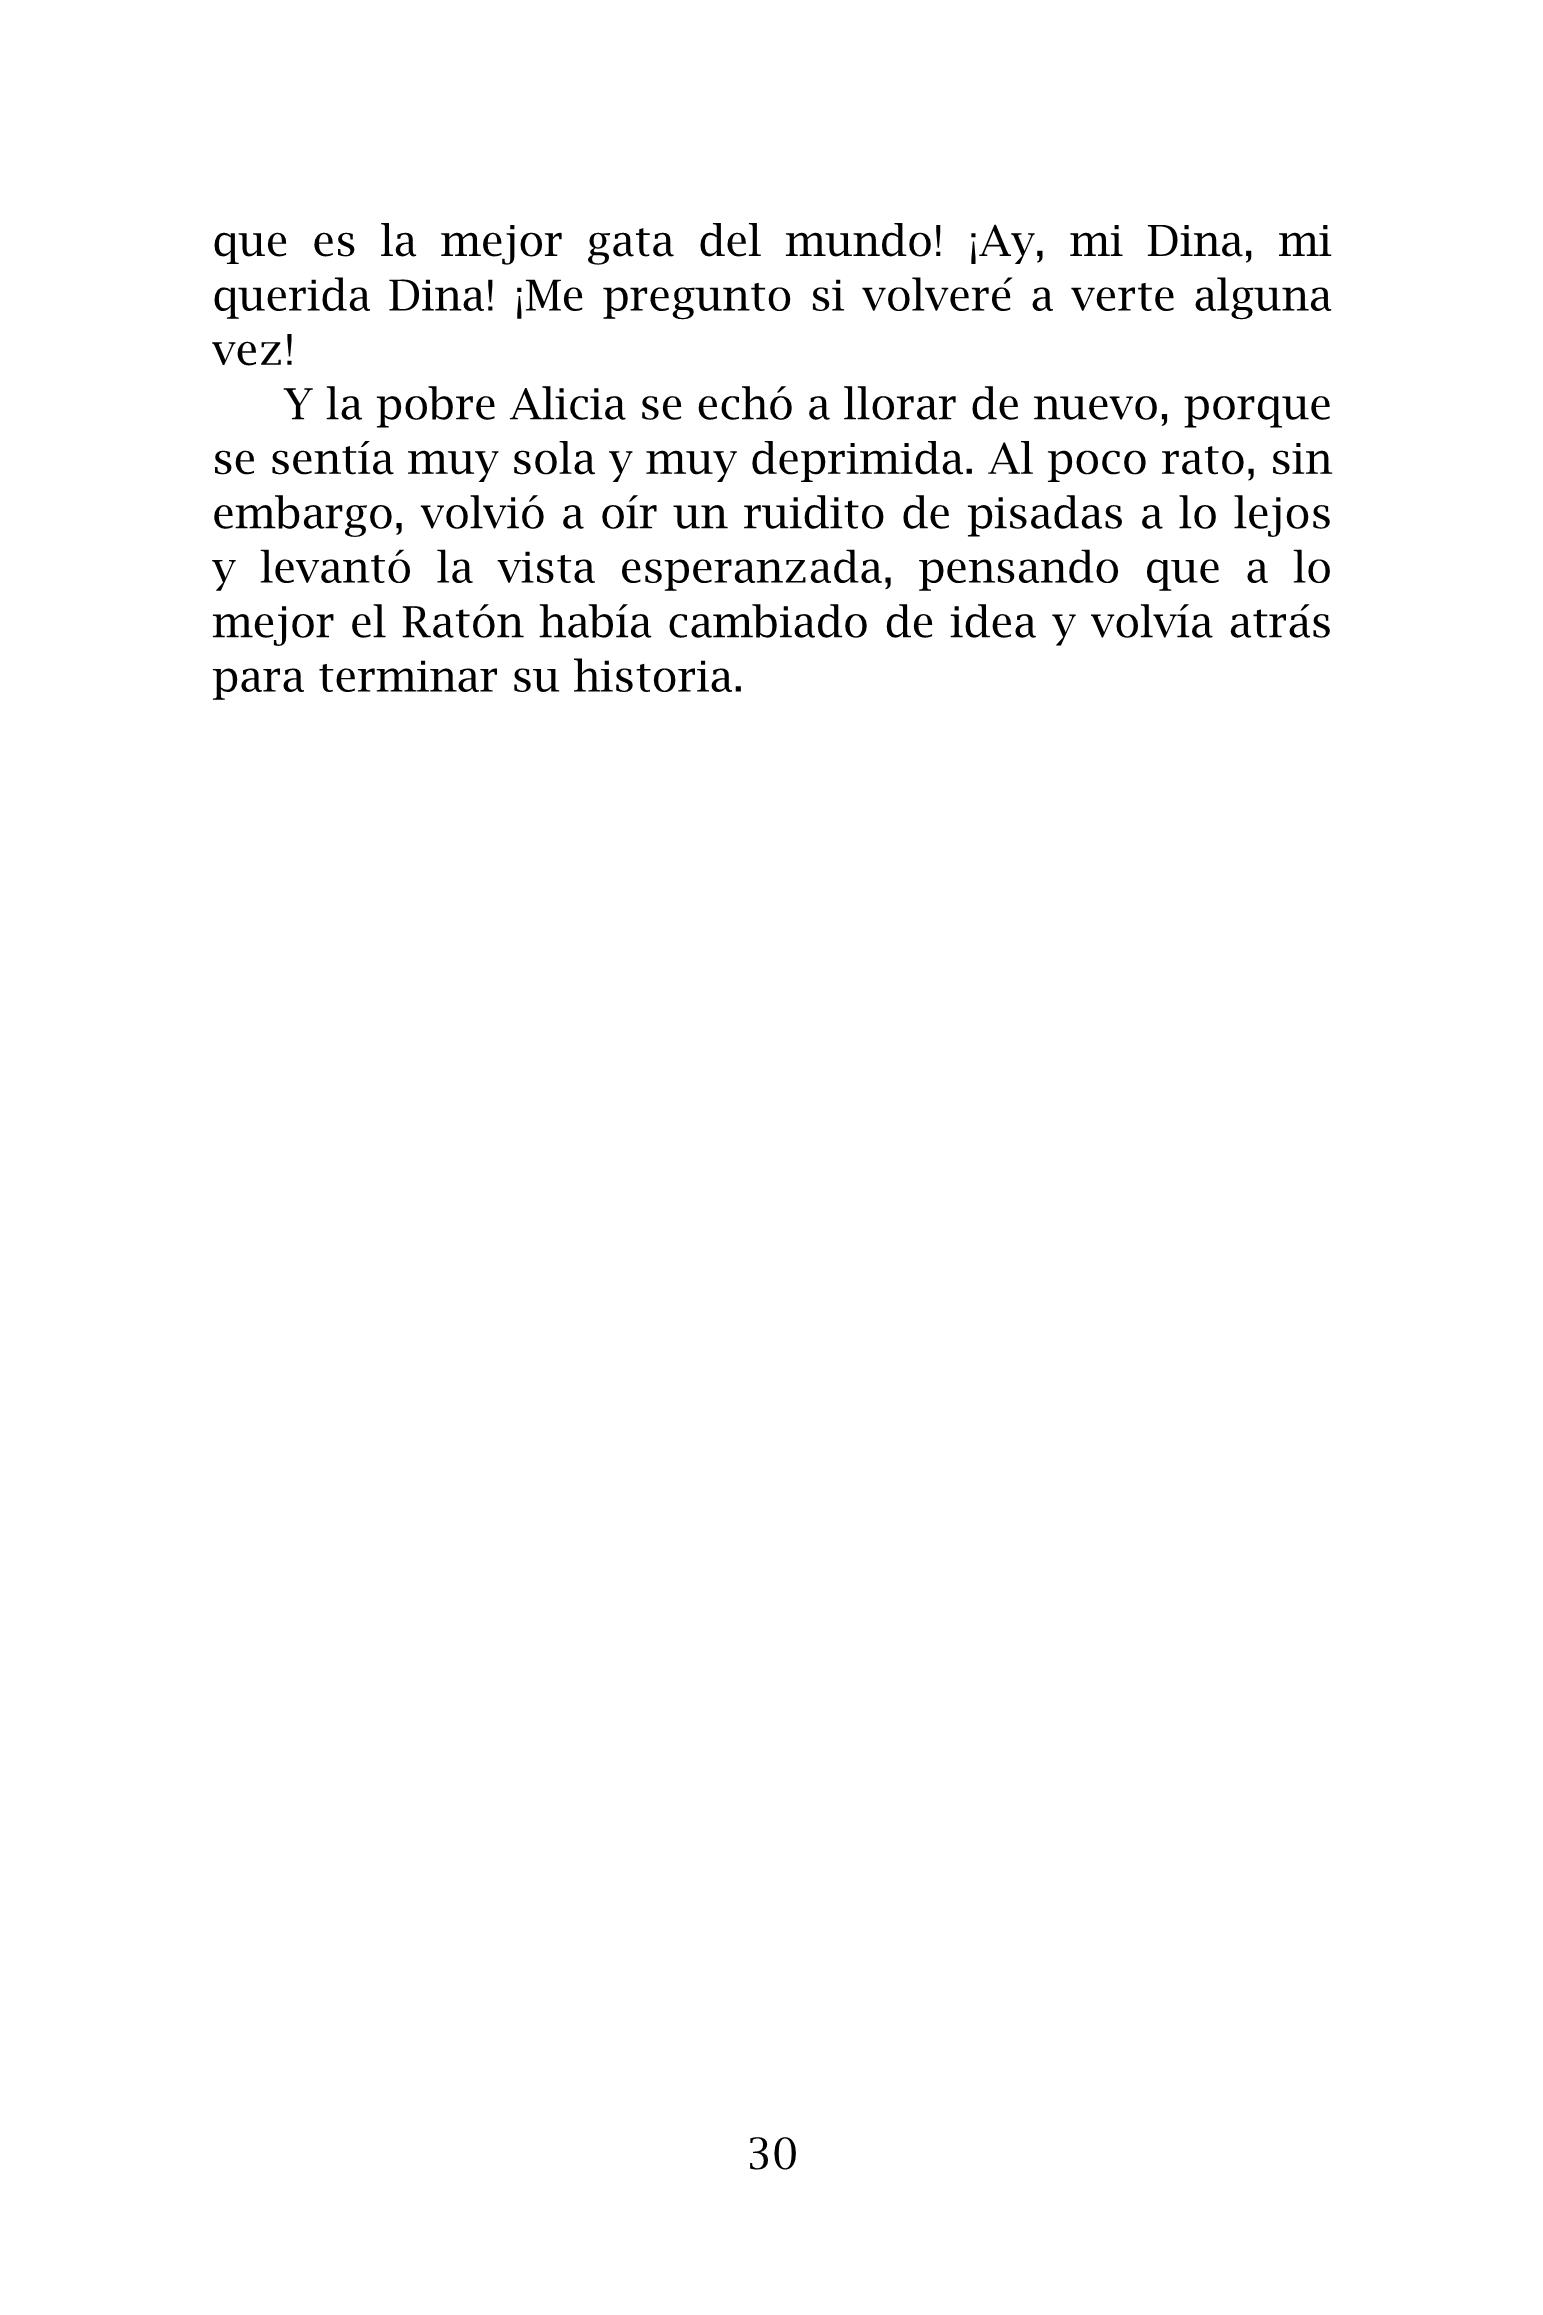 que es la mejor gata del mundo! ¡Ay, mi Dina, mi
querida Dina! ¡Me pregunto si volveré a verte alguna
vez!
Y la pobre Alicia se echó a llorar de nuevo, porque
se sentía muy sola y muy deprimida. Al poco rato, sin
embargo, volvió a oír un ruidito de pisadas a lo lejos
y levantó la vista esperanzada, pensando que a lo
mejor el Ratón había cambiado de idea y volvía atrás
para terminar su historia.
30